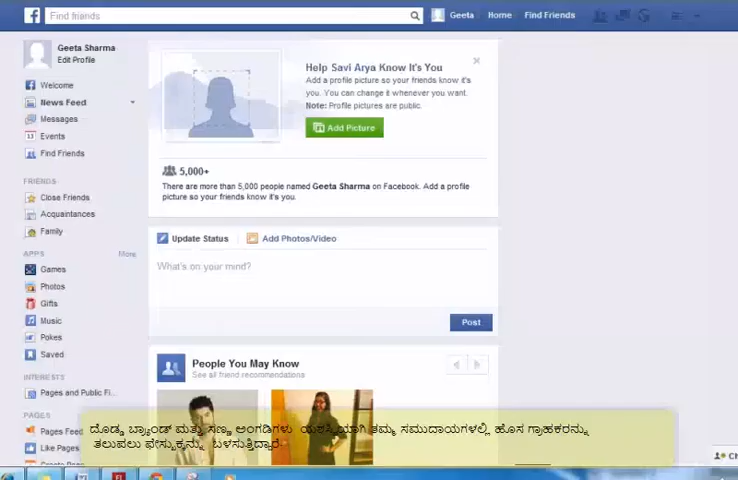 Find friends
Geeta
Home
Find Friends
Geeta Sharma
Edit Profile
Welcome
News Feed
Messages
13 Events
Find Friends
FRIENDS
Close Friends
Acquaintances
Family
APPS
More
Games
Photos
Gifts
Music
Pokes
Saved
INTERESTS
Pages and Public Fi...
PAGES
Pages Feed
Like Pages
Help Savi Arya Know It's You
Add a profile picture so your friends know it's
you. You can change it whenever you want.
Note: Profile pictures are public.
Add Picture
5,000+
There are more than 5,000 people named Geeta Sharma on Facebook. Add a profile
picture so your friends know it's you.
Update Status
Add Photos/Video
What's on your mind?
Post
People You May Know
See all friend recommendations
ದೊಡ್ಡ ಬ್ರ್ಯಾಂಡ್ ಮತ್ತು ಸಣ್ಣ ಅಂಗಡಿಗಳು ಯಶಸ್ವಿಯಾಗಿ ತಮ್ಮ ಸಮುದಾಯಗಳಲ್ಲಿ ಹೊಸ ಗ್ರಾಹಕರನ್ನು
ತಲುಪಲು ಫೇಸ್ಬುಕ್ಕನ್ನು ಬಳಸುತ್ತಿದ್ದಾರೆ